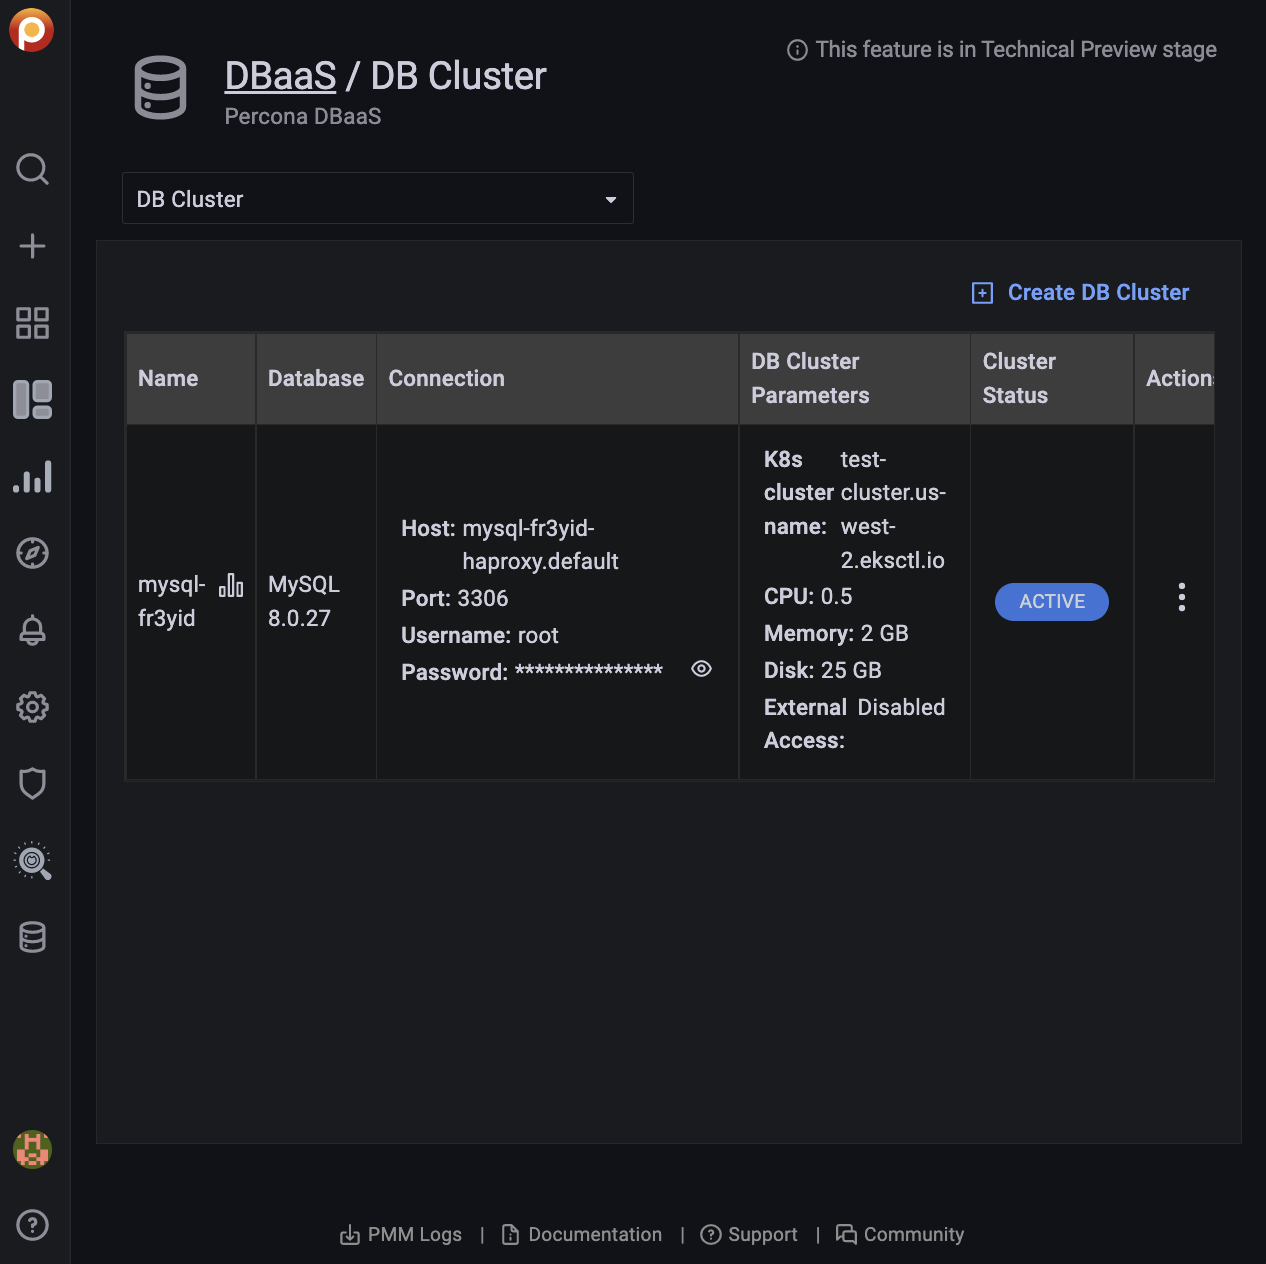 This feature is in Technical Preview stage
DBaaS / DB Cluster
Percona DBaaS
DB Cluster
Create DB Cluster
Name
Database
Connection
DB Cluster
Parameters
Cluster
Status
Actions
mysql-
fr3yid
MySQL
8.0.27
Host: mysql-fr3yid-
haproxy.default
Port: 3306
Username: root
Password: ***************
K8s test-
cluster cluster.us-
name: west-
2.eksctl.io
CPU: 0.5
Memory: 2 GB
Disk: 25 GB
External Disabled
Access:
ACTIVE
PMM Logs | Documentation | Support | Community